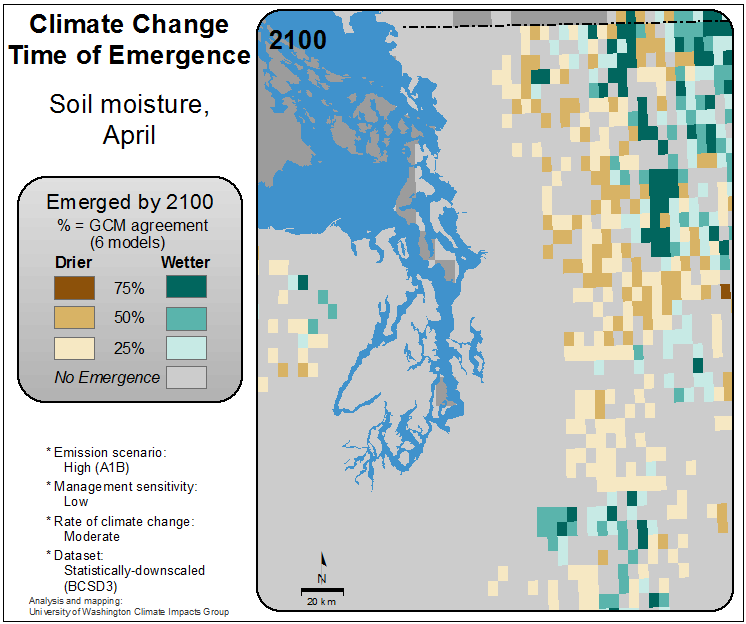 Climate Change
Time of Emergence
Soil moisture,
April
Emerged by 2100
% = GCM agreement
(6 models)
Drier Wetter
75%
50%
25%
No Emergence
* Emission scenario:
High (A1B)
* Management sensitivity:
Low
* Rate of climate change:
Moderate
* Dataset:
Statistically-downscaled
(BCSD3)
Analysis and mapping:
University of Washington Climate Impacts Group
2100
N
20 km